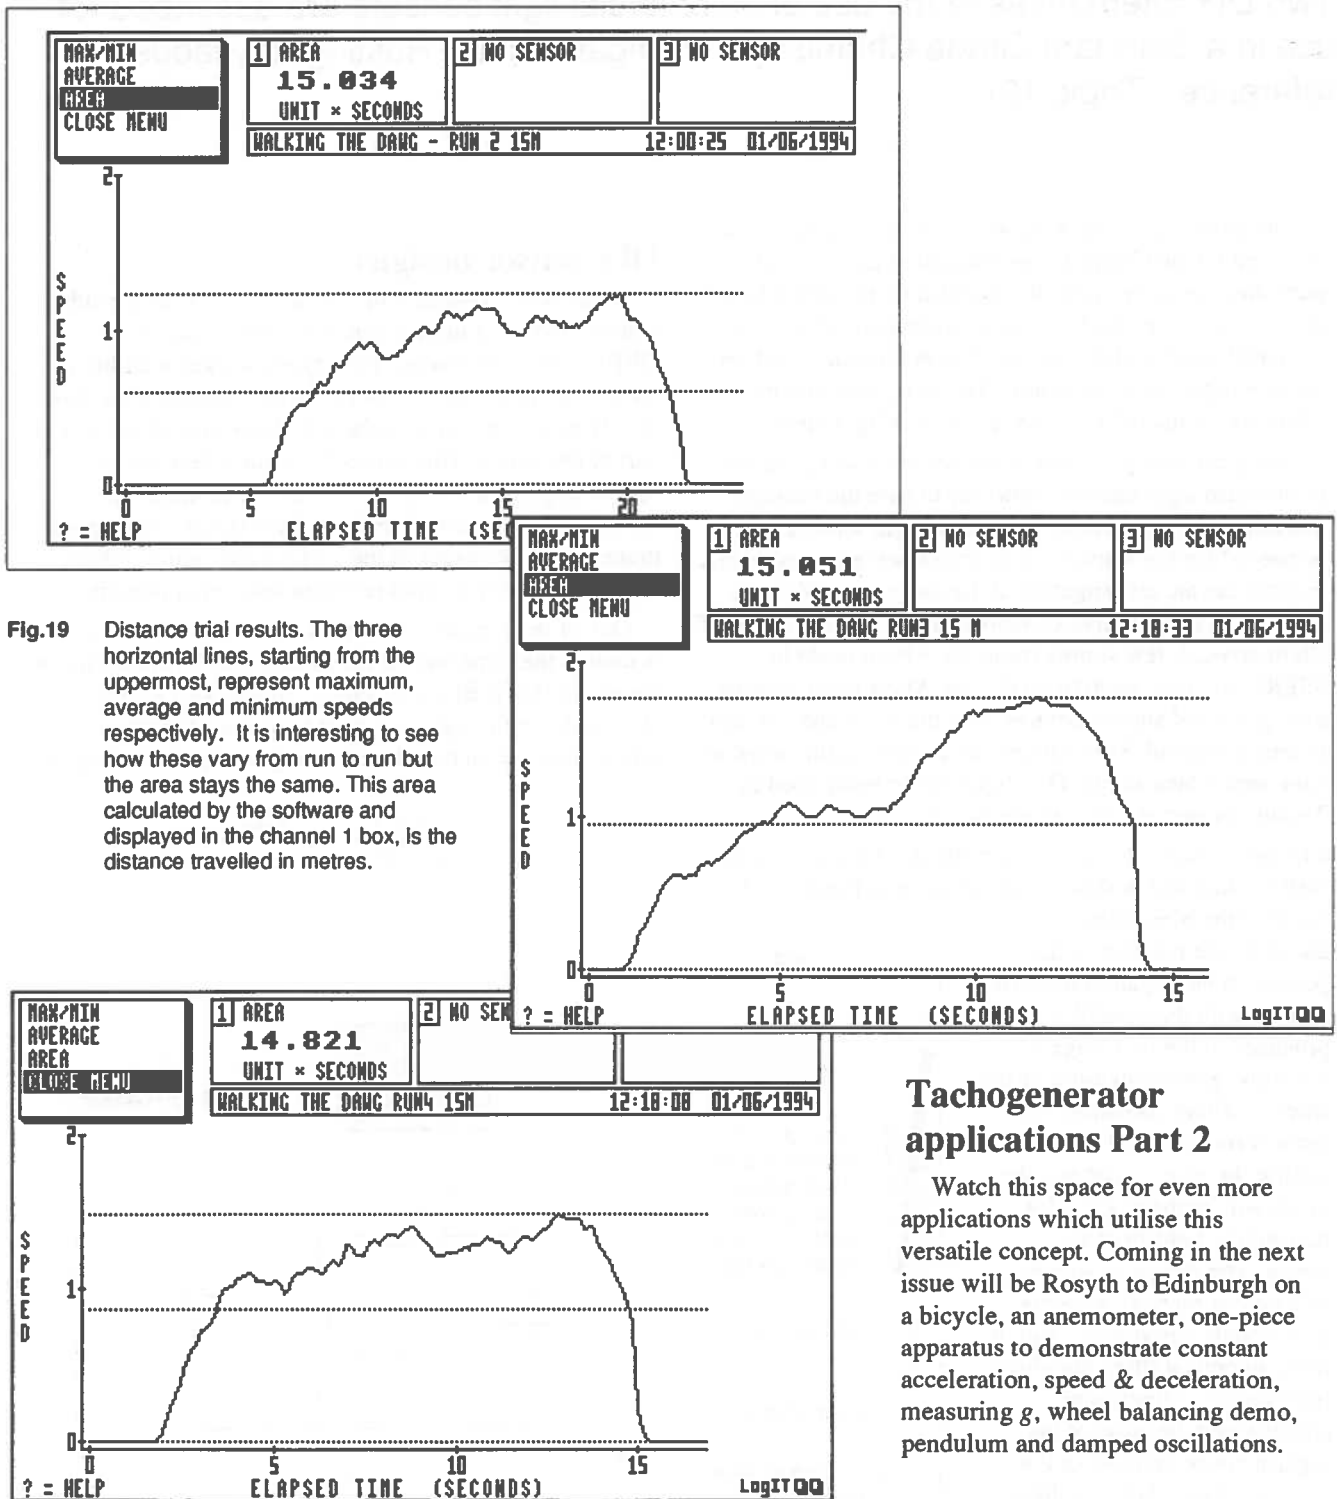 MAX/MIN
AVERAGE
AREA
CLOSE MENU
1 AREA
15.034
UNIT × SECONDS
2 NO SENSOR
3 NO SENSOR
WALKING THE DAWG - RUN 2 15M 12:00:25 01/06/1994
2
1
0
SPEED
0 5 10 15 20
? = HELP ELAPSED TIME (SEC
Fig.19 Distance trial results. The three
horizontal lines, starting from the
uppermost, represent maximum,
average and minimum speeds
respectively. It is interesting to see
how these vary from run to run but
the area stays the same. This area
calculated by the software and
displayed in the channel 1 box, is the
distance travelled in metres.
MAX/MIN
AVERAGE
AREA
CLOSE MENU
1 AREA
15.051
UNIT × SECONDS
2 NO SENSOR
3 NO SENSOR
WALKING THE DAWG RUN3 15 M 12:18:33 01/06/1994
2
1
0
SPEED
0 5 10 15
? = HELP ELAPSED TIME (SECONDS) LogIT
MAX/MIN
AVERAGE
AREA
CLOSE MENU
1 AREA
14.821
UNIT × SECONDS
2 NO SEN
WALKING THE DAWG RUN4 15M 12:18:08 01/06/1994
2
1
0
SPEED
0 5 10 15
? = HELP ELAPSED TIME (SECONDS) LogIT
Tachogenerator
applications Part 2
Watch this space for even more
applications which utilise this
versatile concept. Coming in the next
issue will be Rosyth to Edinburgh on
a bicycle, an anemometer, one-piece
apparatus to demonstrate constant
acceleration, speed & deceleration,
measuring g, wheel balancing demo,
pendulum and damped oscillations.